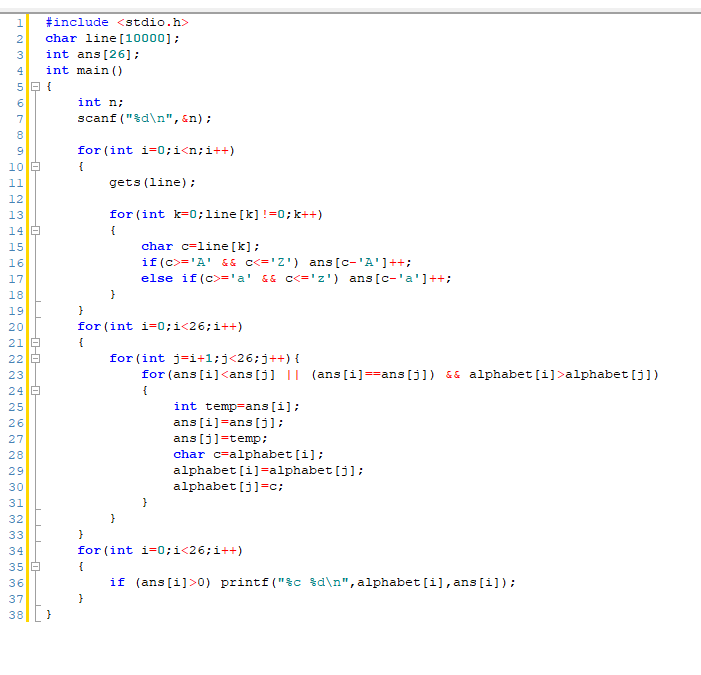 1 #include <stdio.h>
2 char line[10000];
3 int ans[26];
4 int main()
5 {
6 int n;
7 scanf("%d\n",&n);
8
9 for(int i=0;i<n;i++)
10 {
11 gets(line);
12
13 for(int k=0;line[k]!=0;k++)
14 {
15 char c=line[k];
16 if(c>='A' && c<='Z') ans[c-'A']++;
17 else if(c>='a' && c<='z') ans[c-'a']++;
18 }
19 }
20 for(int i=0;i<26;i++)
21 {
22 for(int j=i+1;j<26;j++){
23 for(ans[i]<ans[j] || (ans[i]==ans[j]) && alphabet[i]>alphabet[j])
24 {
25 int temp=ans[i];
26 ans[i]=ans[j];
27 ans[j]=temp;
28 char c=alphabet[i];
29 alphabet[i]=alphabet[j];
30 alphabet[j]=c;
31 }
32 }
33 }
34 for(int i=0;i<26;i++)
35 {
36 if (ans[i]>0) printf("%c %d\n",alphabet[i],ans[i]);
37 }
38 }